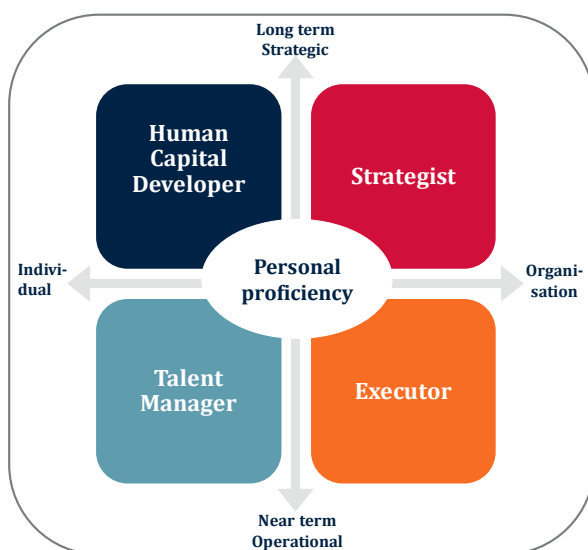 Long term
Strategic
Human
Capital
Developer
Strategist
Indivi-
dual
Personal
proficiency
Organi-
sation
Talent
Manager
Executor
Near term
Operational